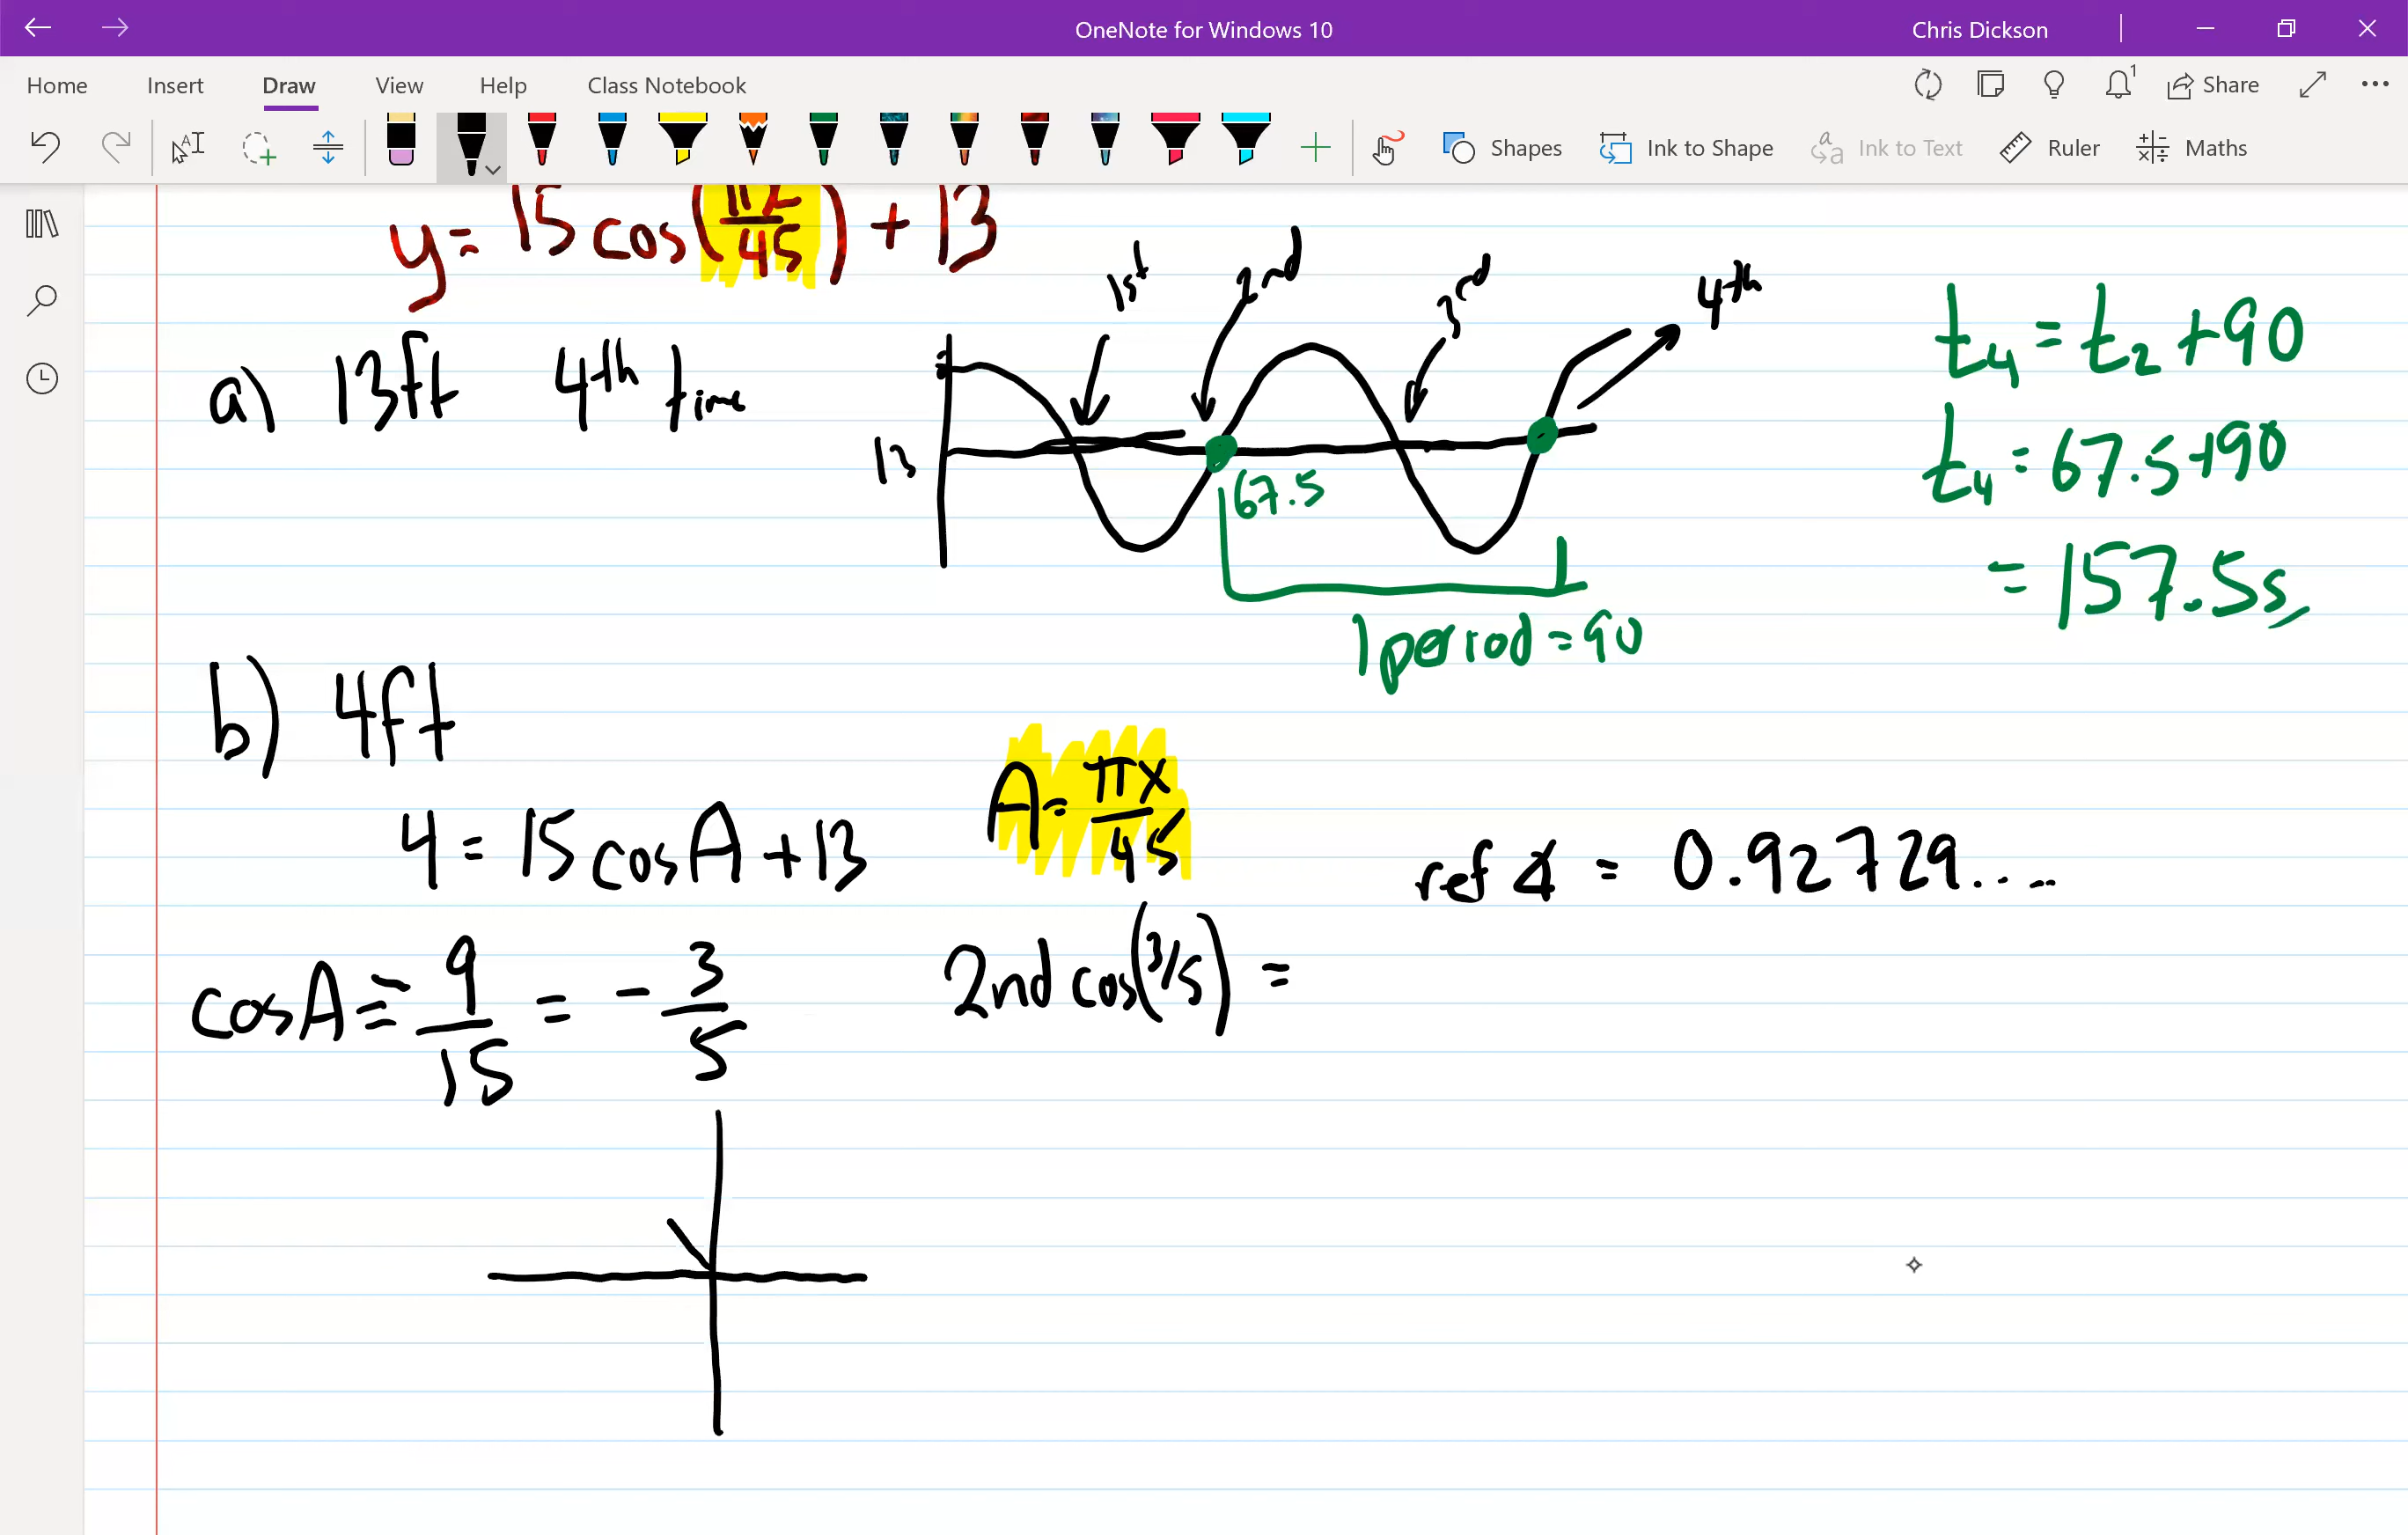 OneNote for Windows 10
Chris Dickson
Home Insert Draw View Help Class Notebook
1 Share
Shapes Ink to Shape Ink to Text Ruler Maths
y = 15 cos(πx/45) + 13
a) 13ft 4th time
1st 2nd 3rd 4th
13
67.5
1 period = 90
t₄ = t₂ + 90
t₄ = 67.5 + 90
= 157.5s
b) 4ft
4 = 15 cos A + 13
A = πx/45
ref ∡ = 0.92729....
cos A = -9/15 = -3/5
2nd cos(3/5) =